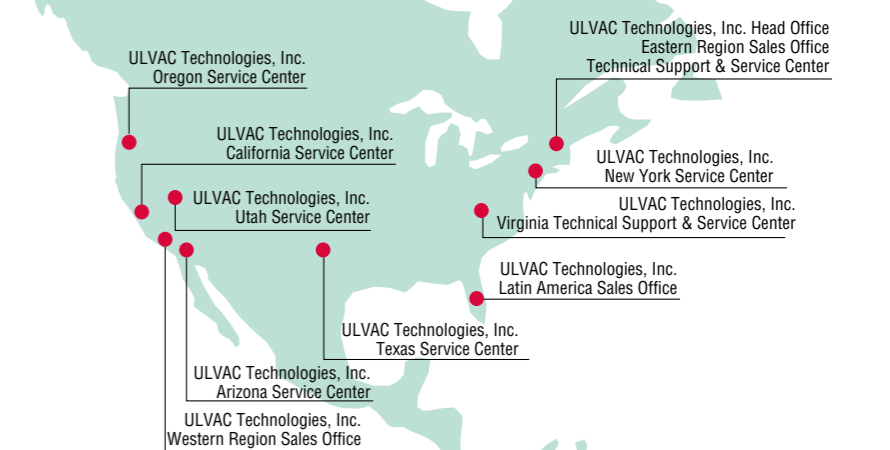 ULVAC Technologies, Inc. Head Office
Eastern Region Sales Office
Technical Support & Service Center
ULVAC Technologies, Inc.
Oregon Service Center
ULVAC Technologies, Inc.
California Service Center
ULVAC Technologies, Inc.
New York Service Center
ULVAC Technologies, Inc.
Utah Service Center
ULVAC Technologies, Inc.
Virginia Technical Support & Service Center
ULVAC Technologies, Inc.
Latin America Sales Office
ULVAC Technologies, Inc.
Texas Service Center
ULVAC Technologies, Inc.
Arizona Service Center
ULVAC Technologies, Inc.
Western Region Sales Office